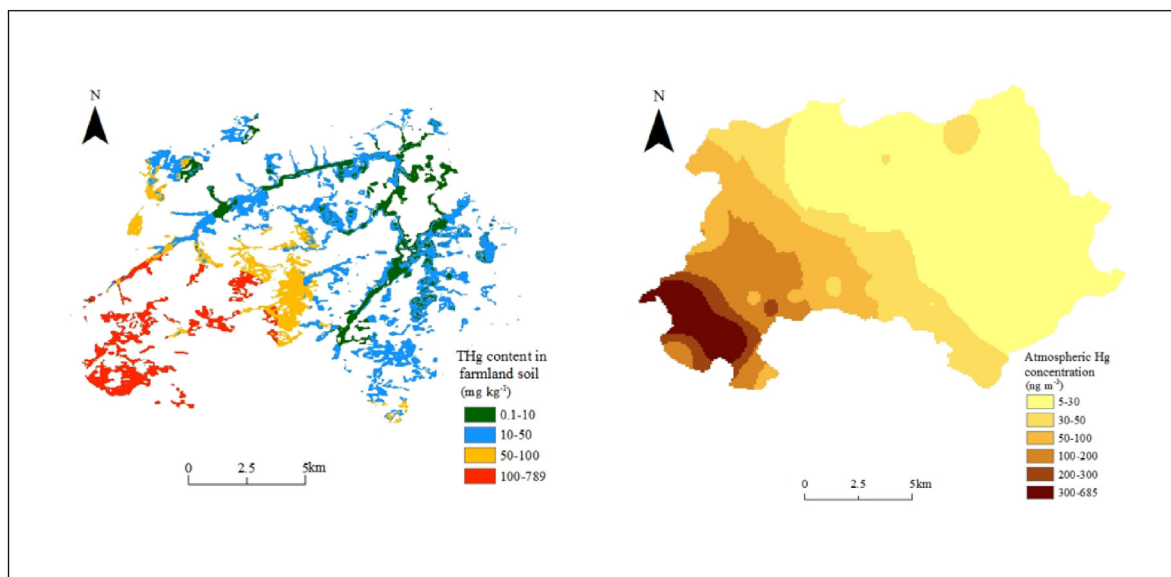 N
THg content in
farmland soil
(mg kg⁻¹)
0.1-10
10-50
50-100
100-789
0 2.5 5km
N
Atmospheric Hg
concentration
(ng m⁻³)
5-30
30-50
50-100
100-200
200-300
300-685
0 2.5 5km